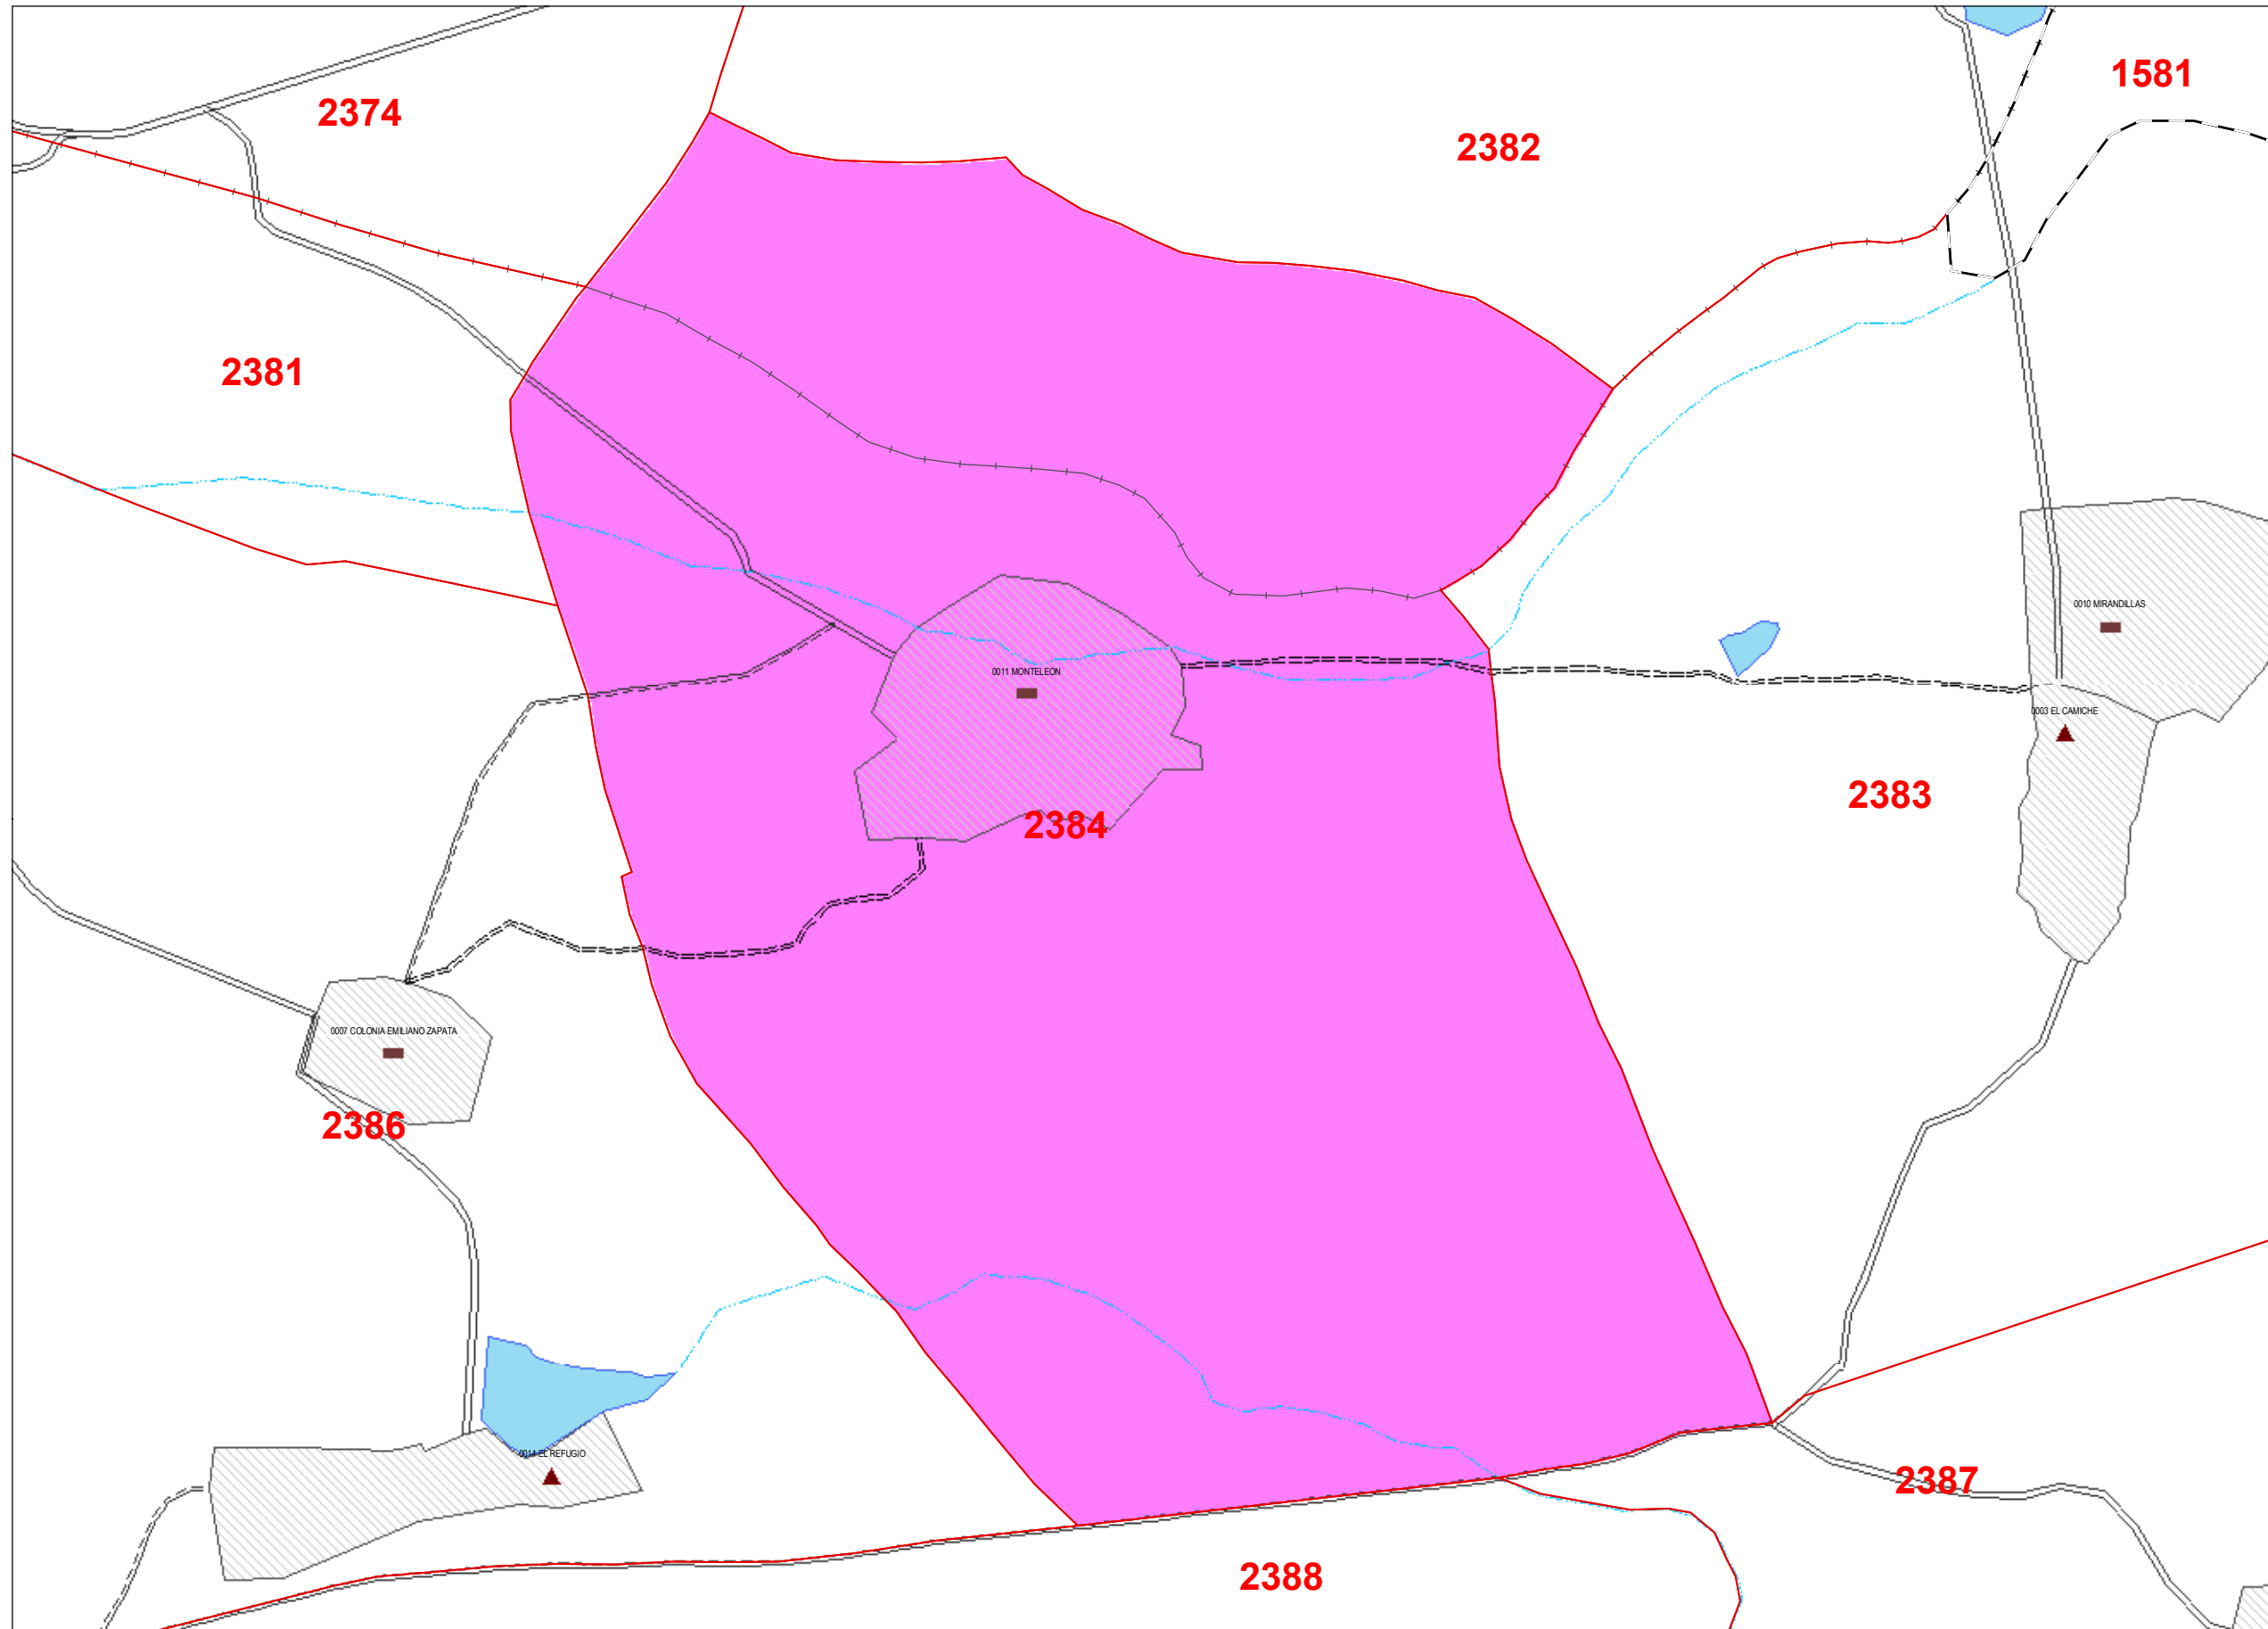 1581
2374
2382
2381
0010 MIRANDILLAS
0011 MONTELEON
0003 EL CAMICHE
2383
2384
0007 COLONIA EMILIANO ZAPATA
2386
0014 EL REFUGIO
2387
2388